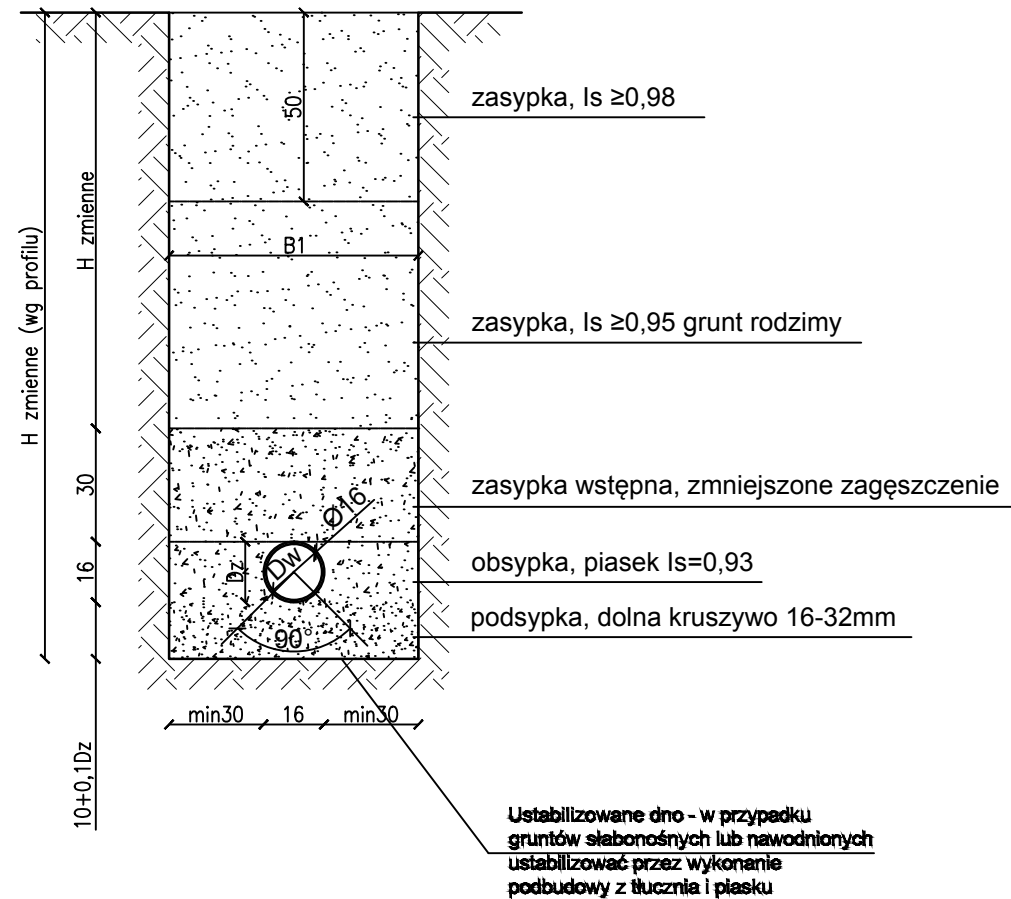 zasypka, Is ≥0,98
50
H zmienne
H zmienne (wg profilu)
B1
zasypka, Is ≥0,95 grunt rodzimy
30
zasypka wstępna, zmniejszone zagęszczenie
Ø16
16
Dz
Dw
obsypka, piasek Is=0,93
podsypka, dolna kruszywo 16-32mm
90°
min30
16
min30
10+0,1Dz
Ustabilizowane dno - w przypadku
gruntów słabonośnych lub nawodnionych
ustabilizować przez wykonanie
podbudowy z tłucznia i piasku